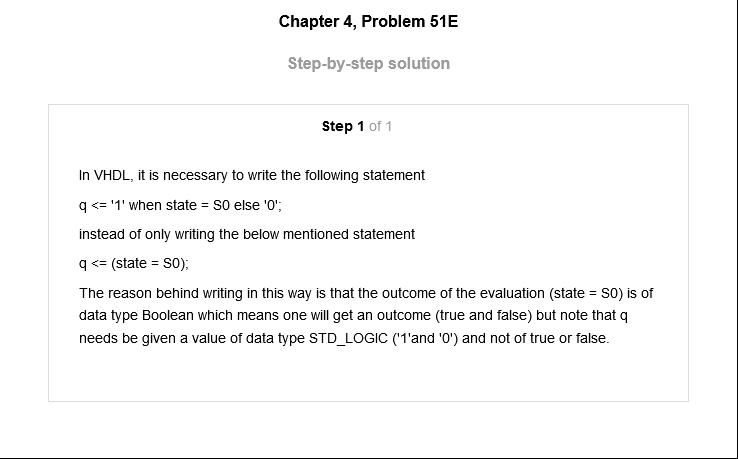 Chapter 4, Problem 51E
Step-by-step solution
Step 1 of 1
In VHDL, it is necessary to write the following statement
q <= '1' when state = S0 else '0';
instead of only writing the below mentioned statement
q <= (state = S0);
The reason behind writing in this way is that the outcome of the evaluation (state = S0) is of
data type Boolean which means one will get an outcome (true and false) but note that q
needs be given a value of data type STD_LOGIC ('1'and '0') and not of true or false.